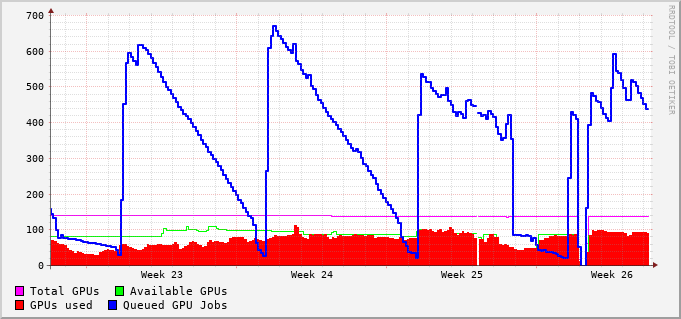 700
600
500
400
300
200
100
0
Week 23 Week 24 Week 25 Week 26
Total GPUs Available GPUs
GPUs used Queued GPU Jobs
RRDTOOL / TOBI OETIKER